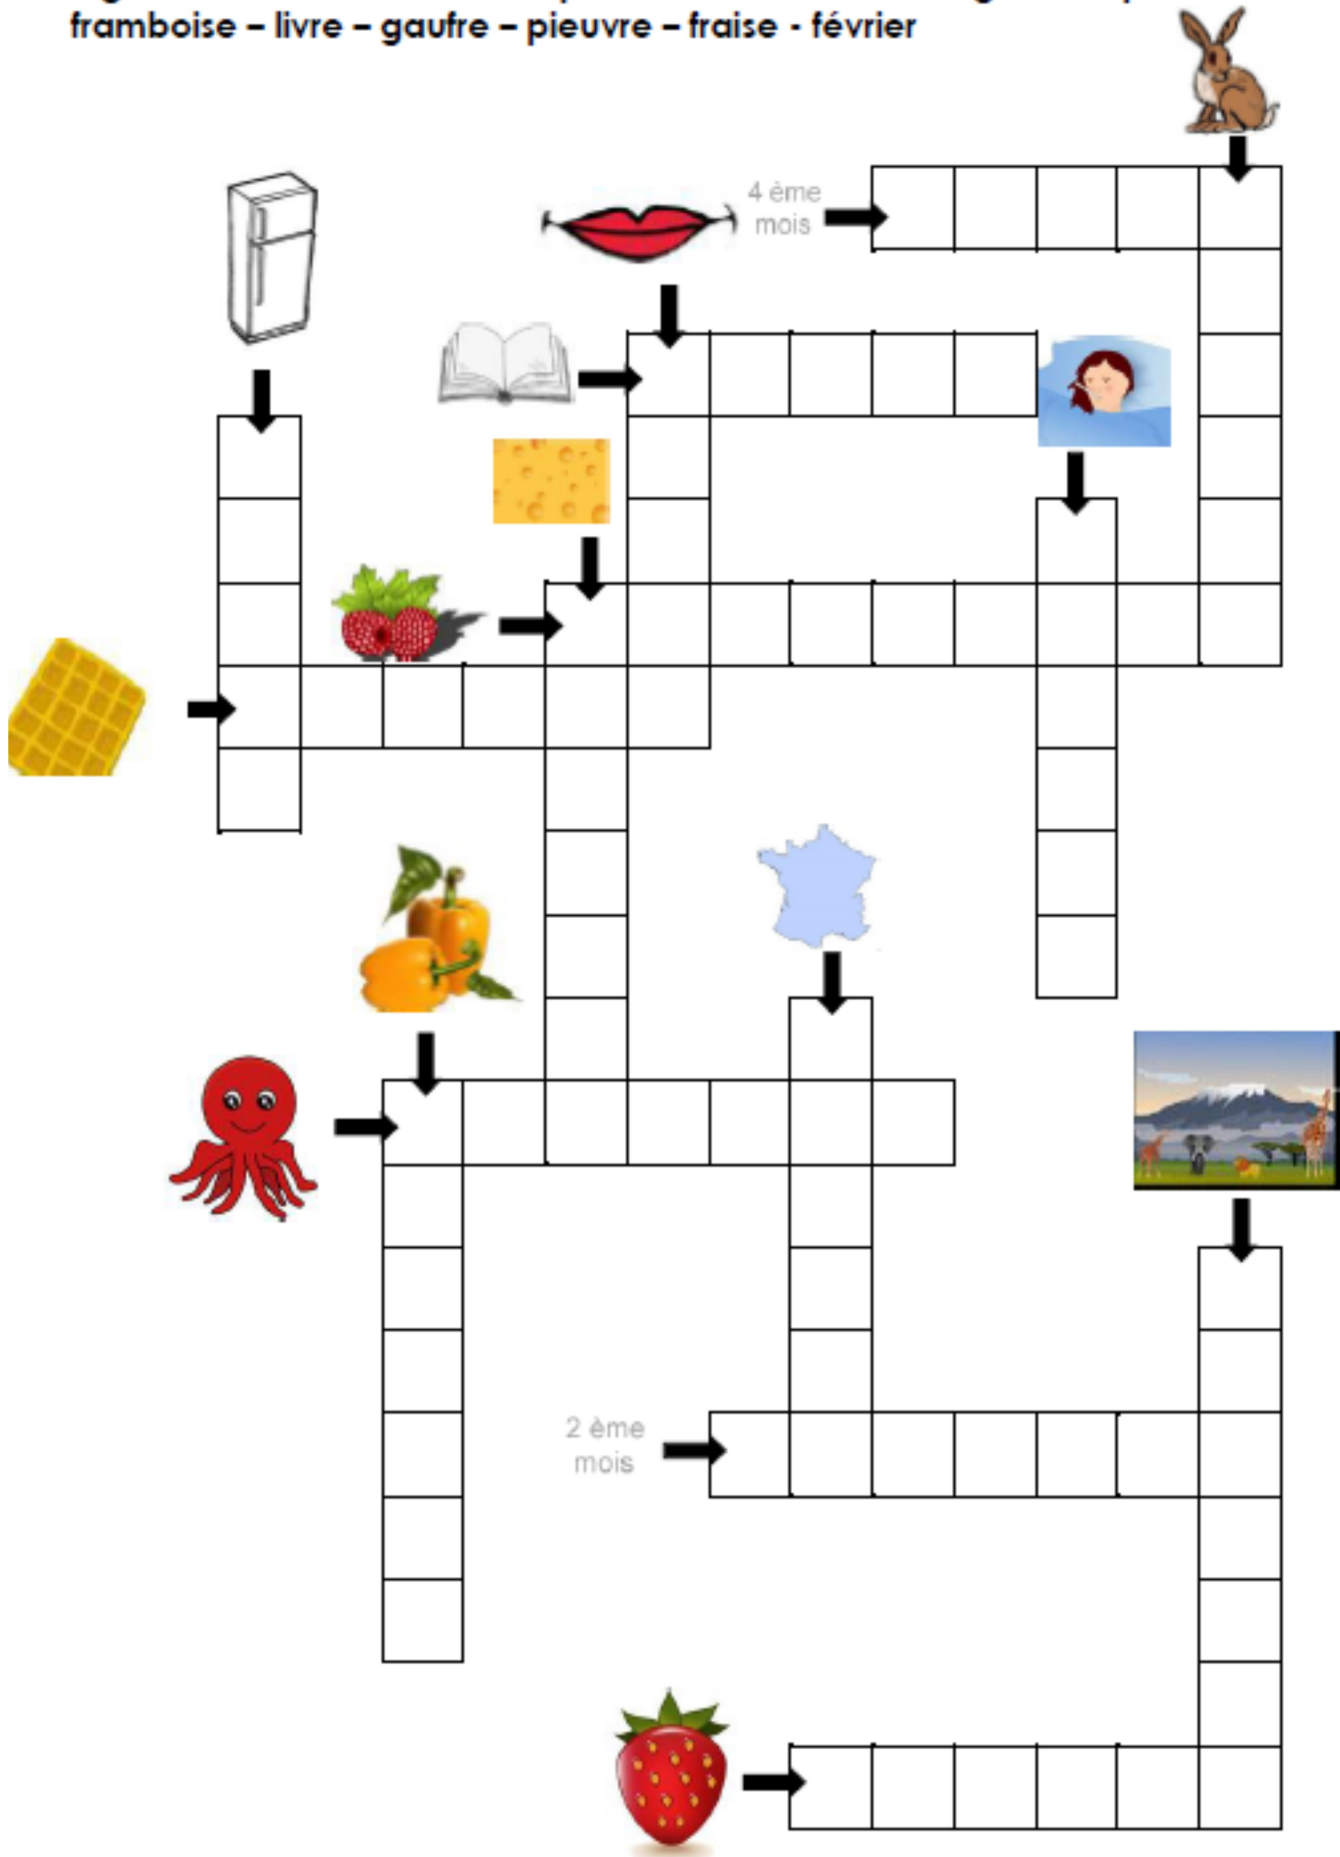 framboise – livre – gaufre – pieuvre – fraise - février
4 ème
mois
2 ème
mois